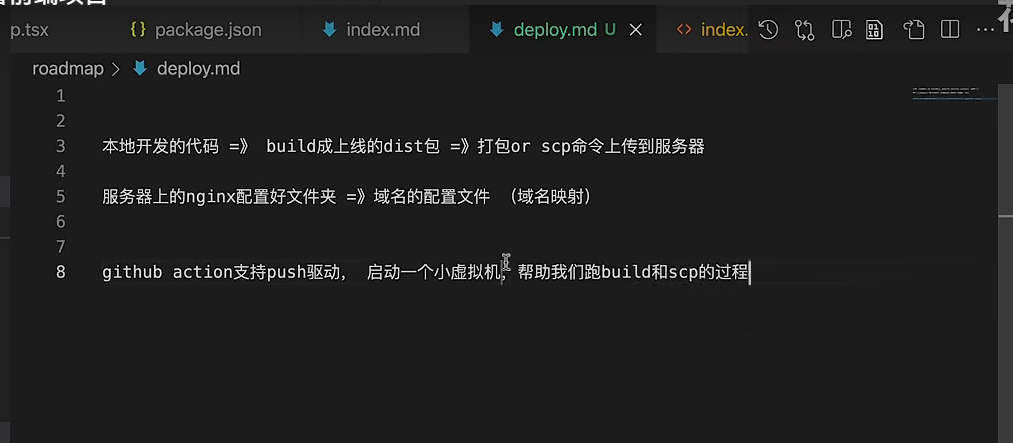 p.tsx
{} package.json
index.md
deploy.md U
<> index.
roadmap > deploy.md
1
2
3 本地开发的代码 =》 build成上线的dist包 =》打包or scp命令上传到服务器
4
5 服务器上的nginx配置好文件夹 =》域名的配置文件 （域名映射）
6
7
8 github action支持push驱动， 启动一个小虚拟机，帮助我们跑build和scp的过程